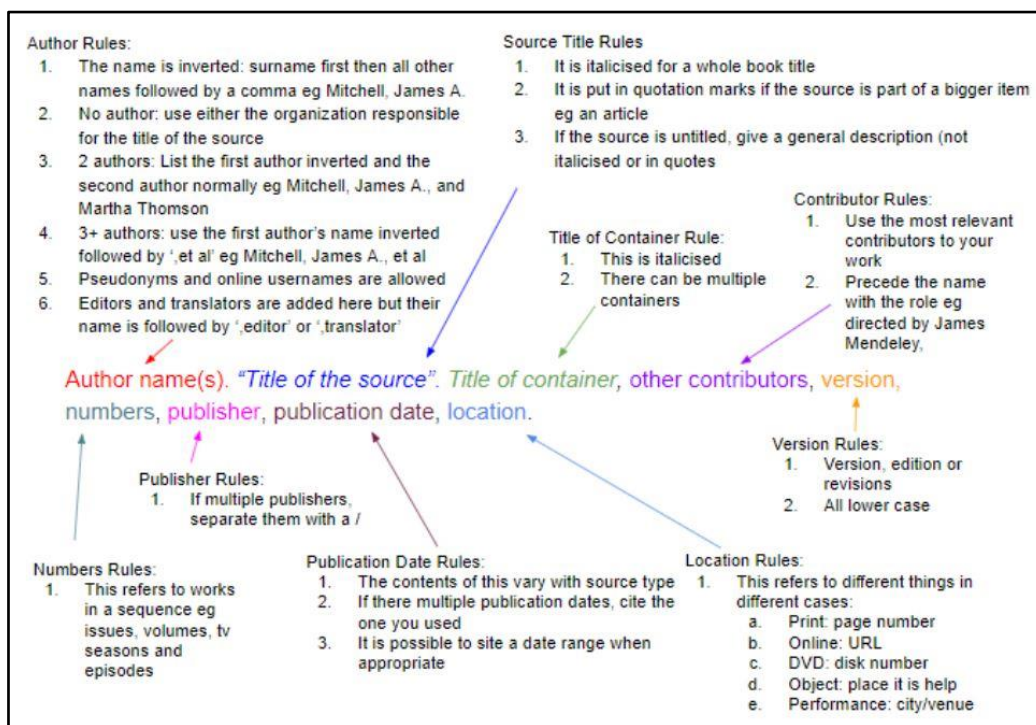 Author Rules:
1. The name is inverted: surname first then all other
names followed by a comma eg Mitchell, James A.
2. No author: use either the organization responsible
for the title of the source
3. 2 authors: List the first author inverted and the
second author normally eg Mitchell, James A., and
Martha Thomson
4. 3+ authors: use the first author's name inverted
followed by ',et al' eg Mitchell, James A., et al
5. Pseudonyms and online usernames are allowed
6. Editors and translators are added here but their
name is followed by ',editor' or ',translator'
Source Title Rules
1. It is italicised for a whole book title
2. It is put in quotation marks if the source is part of a bigger item
eg an article
3. If the source is untitled, give a general description (not
italicised or in quotes
Title of Container Rule:
1. This is italicised
2. There can be multiple
containers
Contributor Rules:
1. Use the most relevant
contributors to your
work
2. Precede the name
with the role eg
directed by James
Mendeley,
Author name(s). "Title of the source". Title of container, other contributors, version,
numbers, publisher, publication date, location.
Publisher Rules:
1. If multiple publishers,
separate them with a /
Version Rules:
1. Version, edition or
revisions
2. All lower case
Numbers Rules:
1. This refers to works
in a sequence eg
issues, volumes, tv
seasons and
episodes
Publication Date Rules:
1. The contents of this vary with source type
2. If there multiple publication dates, cite the
one you used
3. It is possible to site a date range when
appropriate
Location Rules:
1. This refers to different things in
different cases:
a. Print: page number
b. Online: URL
c. DVD: disk number
d. Object: place it is help
e. Performance: city/venue